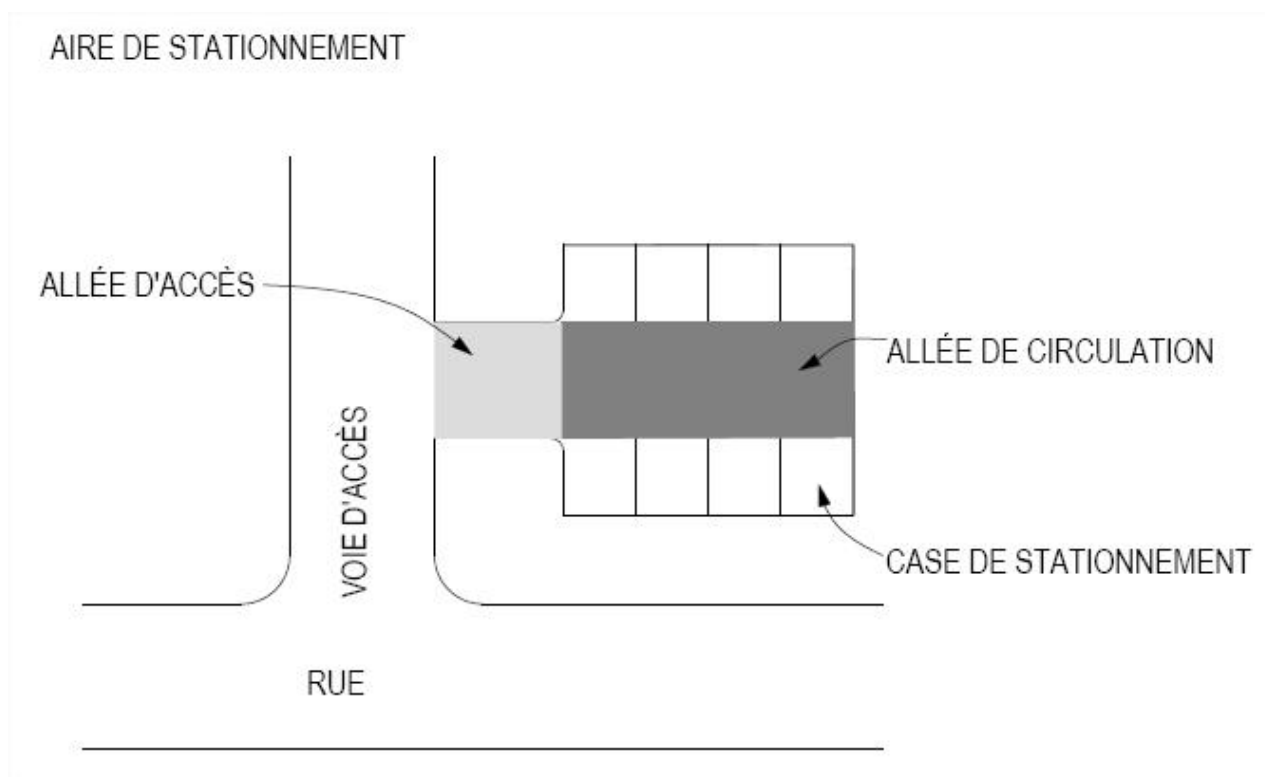 AIRE DE STATIONNEMENT
ALLÉE D'ACCÈS
ALLÉE DE CIRCULATION
VOIE D'ACCÈS
CASE DE STATIONNEMENT
RUE